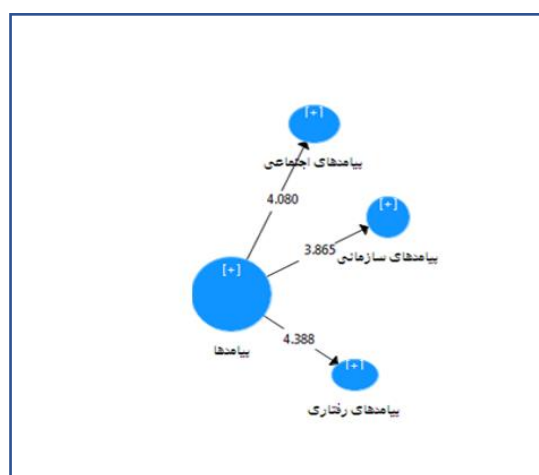 [+]
پیامدهای اجتماعی
4.080
[+]
3.865
پیامدهای سازمانی
[+]
4.388
پیامدها
[+]
پیامدهای رفتاری